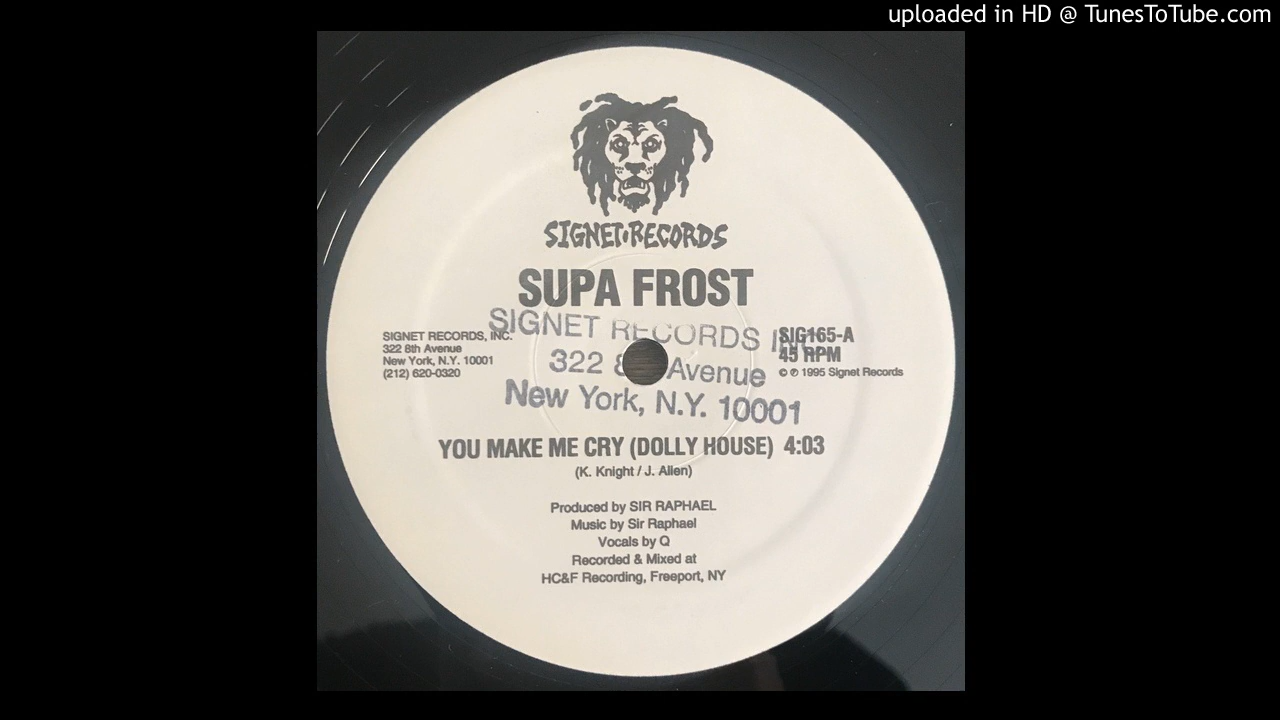 uploaded in HD @ TunesToTube.com
SIGNET RECORDS
SUPA FROST
SIGNET RECORDS, INC.
322 8th Avenue
New York, N.Y. 10001
(212) 620-0320
SIGNET RECORDS INC
322 8 Avenue
New York, N.Y. 10001
SIG165-A
45 RPM
© ℗ 1995 Signet Records
YOU MAKE ME CRY (DOLLY HOUSE) 4:03
(K. Knight / J. Allen)
Produced by SIR RAPHAEL
Music by Sir Raphael
Vocals by Q
Recorded & Mixed at
HC&F Recording, Freeport, NY